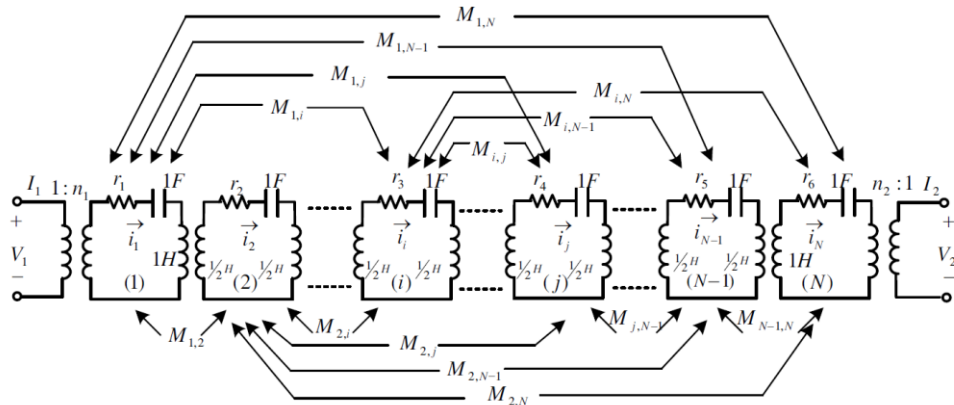 M₁,N
M₁,N−1
M₁,j
M₁,i
Mᵢ,N
Mᵢ,N−1
Mᵢ,j
I₁ 1:n₁ r₁ 1F r₂ 1F r₃ 1F r₄ 1F r₅ 1F r₆ 1F n₂:1 I₂
+ i₁ i₂ iᵢ iⱼ i_N−1 i_N +
V₁ 1H ½H ½H ½H ½H ½H ½H ½H ½H 1H V₂
− (1) (2) (i) (j) (N−1) (N) −
M₁,₂ M₂,i Mⱼ,N−1 M_N−1,N
M₂,j
M₂,N−1
M₂,N